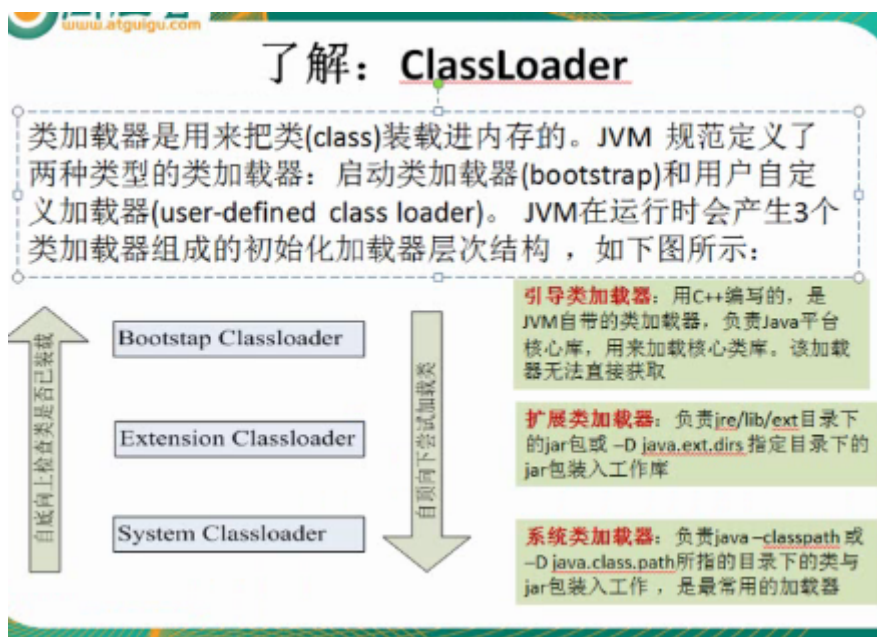 www.atguigu.com
了解：ClassLoader
类加载器是用来把类(class)装载进内存的。JVM 规范定义了
两种类型的类加载器：启动类加载器(bootstrap)和用户自定
义加载器(user-defined class loader)。 JVM在运行时会产生3个
类加载器组成的初始化加载器层次结构 ，如下图所示：
自底向上检查类是否已装载
Bootstap Classloader
Extension Classloader
System Classloader
自顶向下尝试加载类
引导类加载器：用C++编写的，是
JVM自带的类加载器，负责Java平台
核心库，用来加载核心类库。该加载
器无法直接获取
扩展类加载器：负责jre/lib/ext目录下
的jar包或 –D java.ext.dirs 指定目录下的
jar包装入工作库
系统类加载器：负责java –classpath 或
–D java.class.path所指的目录下的类与
jar包装入工作 ，是最常用的加载器